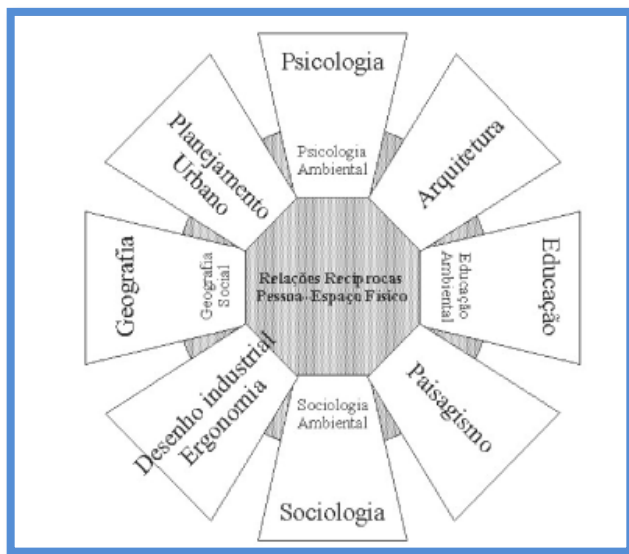 Psicologia
Psicologia
Ambiental
Planejamento
Urbano
Arquitetura
Geografia
Geografia
Social
Relações Recíprocas
Pessoa-Espaço Físico
Educação
Ambiental
Educação
Desenho industrial
Ergonomia
Sociologia
Ambiental
Paisagismo
Sociologia